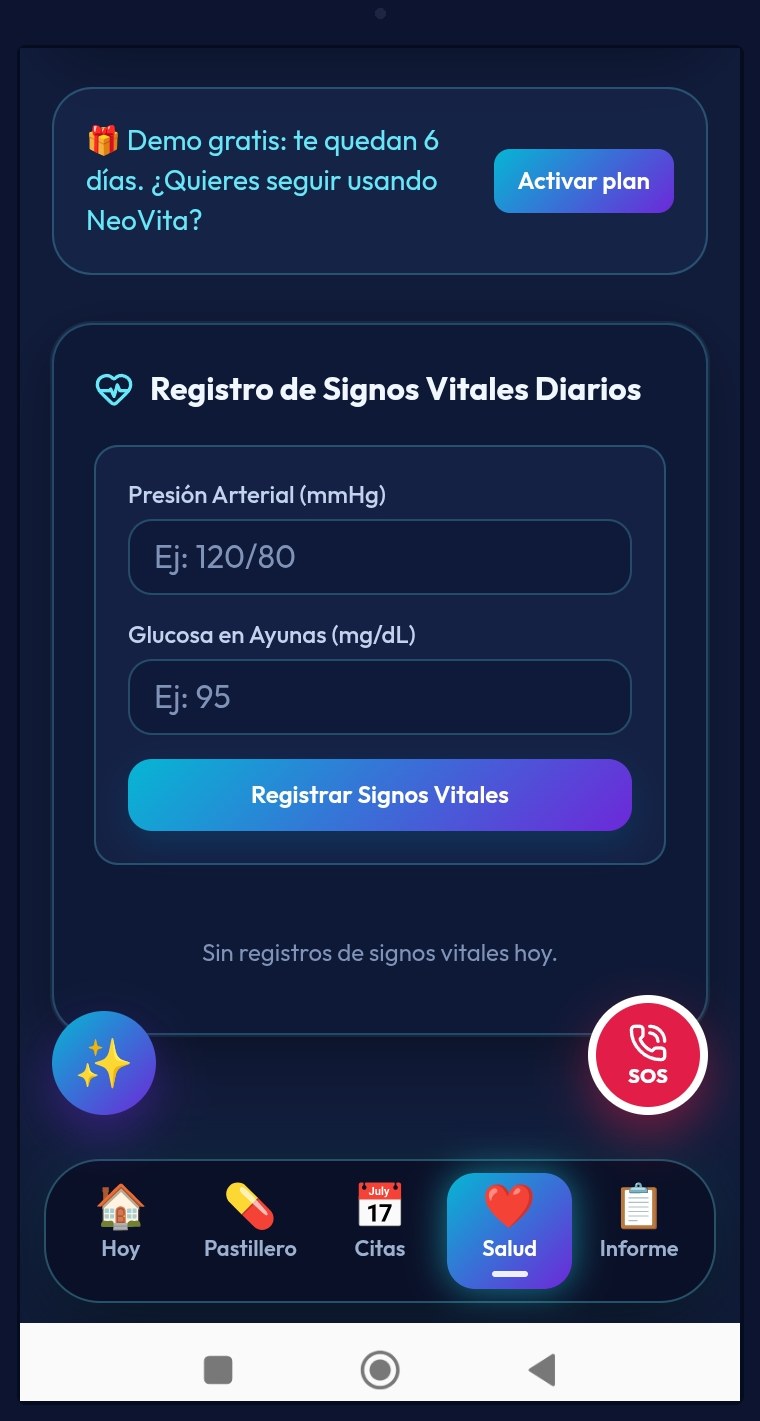 🎁 Demo gratis: te quedan 6
días. ¿Quieres seguir usando
NeoVita?
Activar plan
Registro de Signos Vitales Diarios
Presión Arterial (mmHg)
Ej: 120/80
Glucosa en Ayunas (mg/dL)
Ej: 95
Registrar Signos Vitales
Sin registros de signos vitales hoy.
SOS
July
17
Hoy
Pastillero
Citas
Salud
Informe